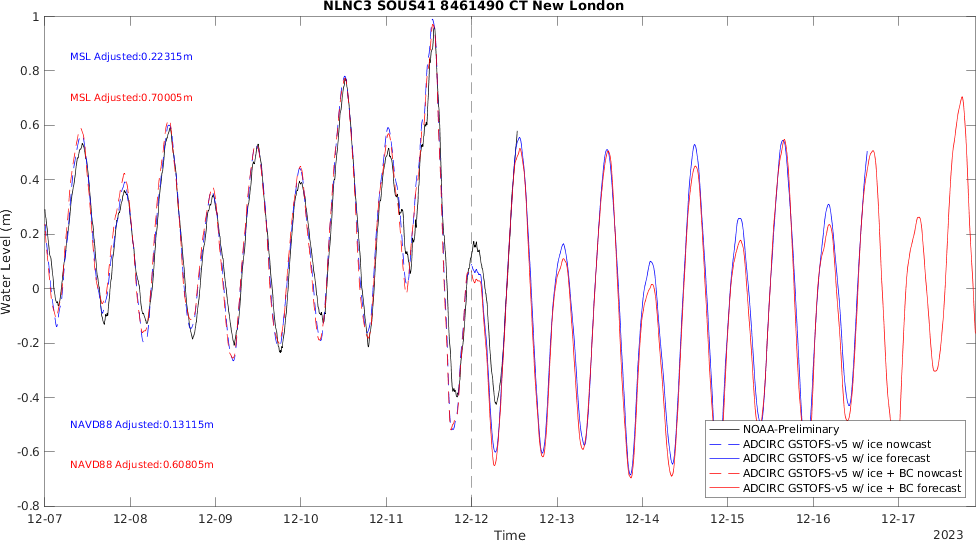 NLNC3 SOUS41 8461490 CT New London
1
0.8
0.6
0.4
0.2
0
-0.2
-0.4
-0.6
-0.8
Water Level (m)
MSL Adjusted:0.22315m
MSL Adjusted:0.70005m
NAVD88 Adjusted:0.13115m
NAVD88 Adjusted:0.60805m
NOAA-Preliminary
ADCIRC GSTOFS-v5 w/ ice nowcast
ADCIRC GSTOFS-v5 w/ ice forecast
ADCIRC GSTOFS-v5 w/ ice + BC nowcast
ADCIRC GSTOFS-v5 w/ ice + BC forecast
12-07 12-08 12-09 12-10 12-11 12-12 12-13 12-14 12-15 12-16 12-17
Time
2023